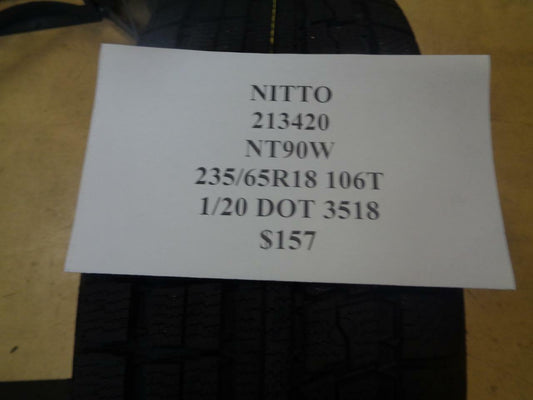 NITTO
213420
NT90W
235/65R18 106T
1/20 DOT 3518
$157